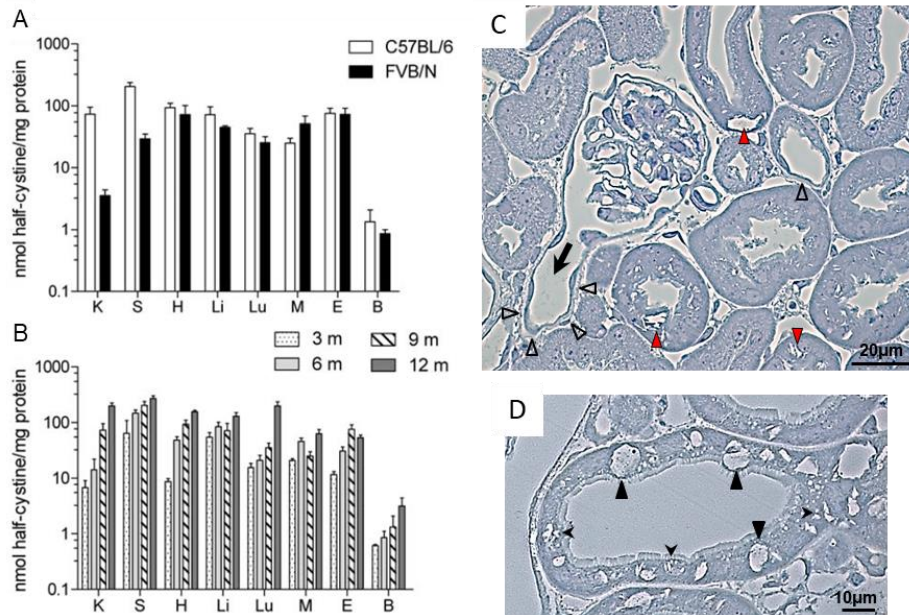 A
nmol half-cystine/mg protein
1000
100
10
1
0.1
C57BL/6
FVB/N
K S H Li Lu M E B
B
nmol half-cystine/mg protein
3 m 9 m
6 m 12 m
1000
100
10
1
0.1
K S H Li Lu M E B
C
20µm
D
10µm